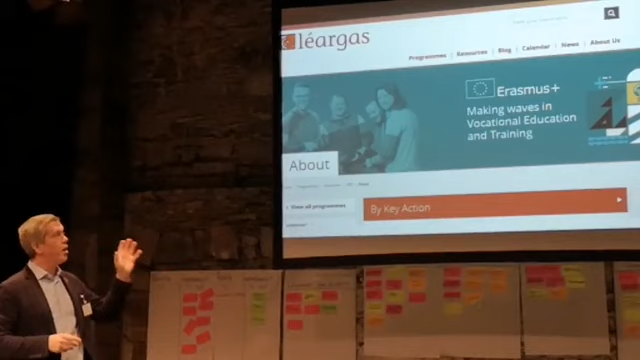 léargas
Programmes | Resources | Blog | Calendar | News | About Us
Erasmus+
Making waves in
Vocational Education
and Training
About
View all programmes
By Key Action